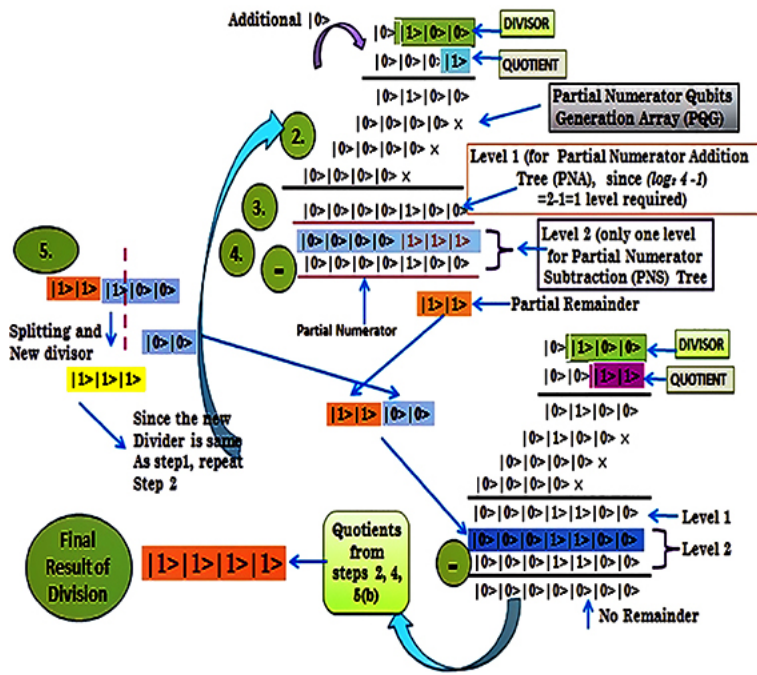 Additional |0>
|0>|1>|0>|0>
DIVISOR
|0>|0>|0>|1>
QUOTIENT
|0>|1>|0>|0>
2.
|0>|0>|0>|0> x
Partial Numerator Qubits
Generation Array (PQG)
|0>|0>|0>|0> x
|0>|0>|0>|0> x
Level 1 (for Partial Numerator Addition
Tree (PNA), since (log₂ 4 -1)
=2-1=1 level required)
3.
|0>|0>|0>|0>|1>|0>|0>
4.
|0>|0>|0>|0>|1>|1>|1>
-
|0>|0>|0>|0>|1>|0>|0>
Level 2 (only one level
for Partial Numerator
Subtraction (PNS) Tree
Partial Numerator
|1>|1>
Partial Remainder
5.
|1>|1>|1>|0>|0>
Splitting and
New divisor
|0>|0>
|1>|1>|1>
Since the new
Divider is same
As step1, repeat
Step 2
|1>|1>|0>|0>
|0>|1>|0>|0>
DIVISOR
|0>|0>|1>|1>
QUOTIENT
|0>|1>|0>|0>
|0>|1>|0>|0> x
|0>|0>|0>|0> x
|0>|0>|0>|0> x
|0>|0>|0>|1>|1>|0>|0>
Level 1
|0>|0>|0>|1>|1>|0>|0>
Level 2
-
|0>|0>|0>|1>|1>|0>|0>
|0>|0>|0>|0>|0>|0>|0>
No Remainder
Final
Result of
Division
|1>|1>|1>|1>
Quotients
from
steps 2, 4,
5(b)